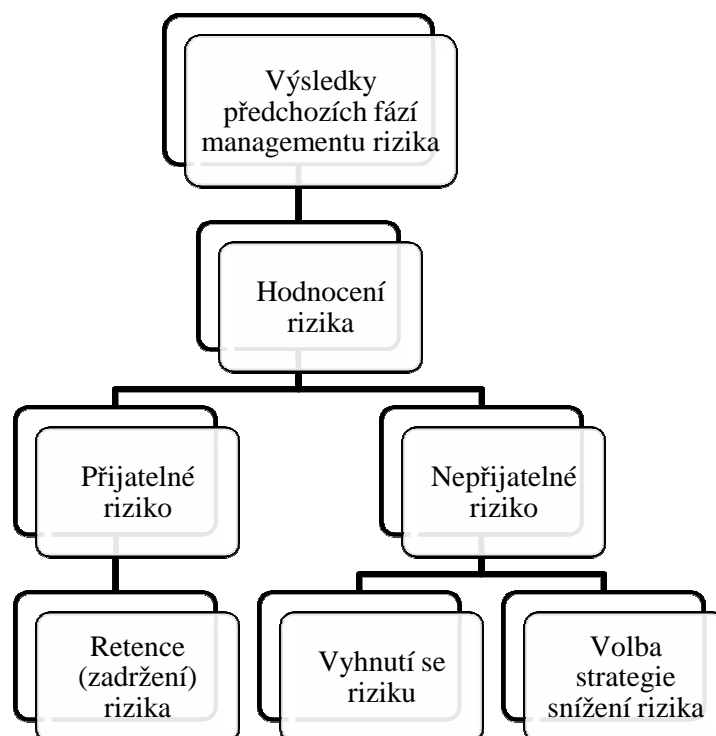 Výsledky
předchozích fází
managementu rizika
Hodnocení
rizika
Přijatelné
riziko
Nepřijatelné
riziko
Retence
(zadržení)
rizika
Vyhnutí se
riziku
Volba
strategie
snížení rizika